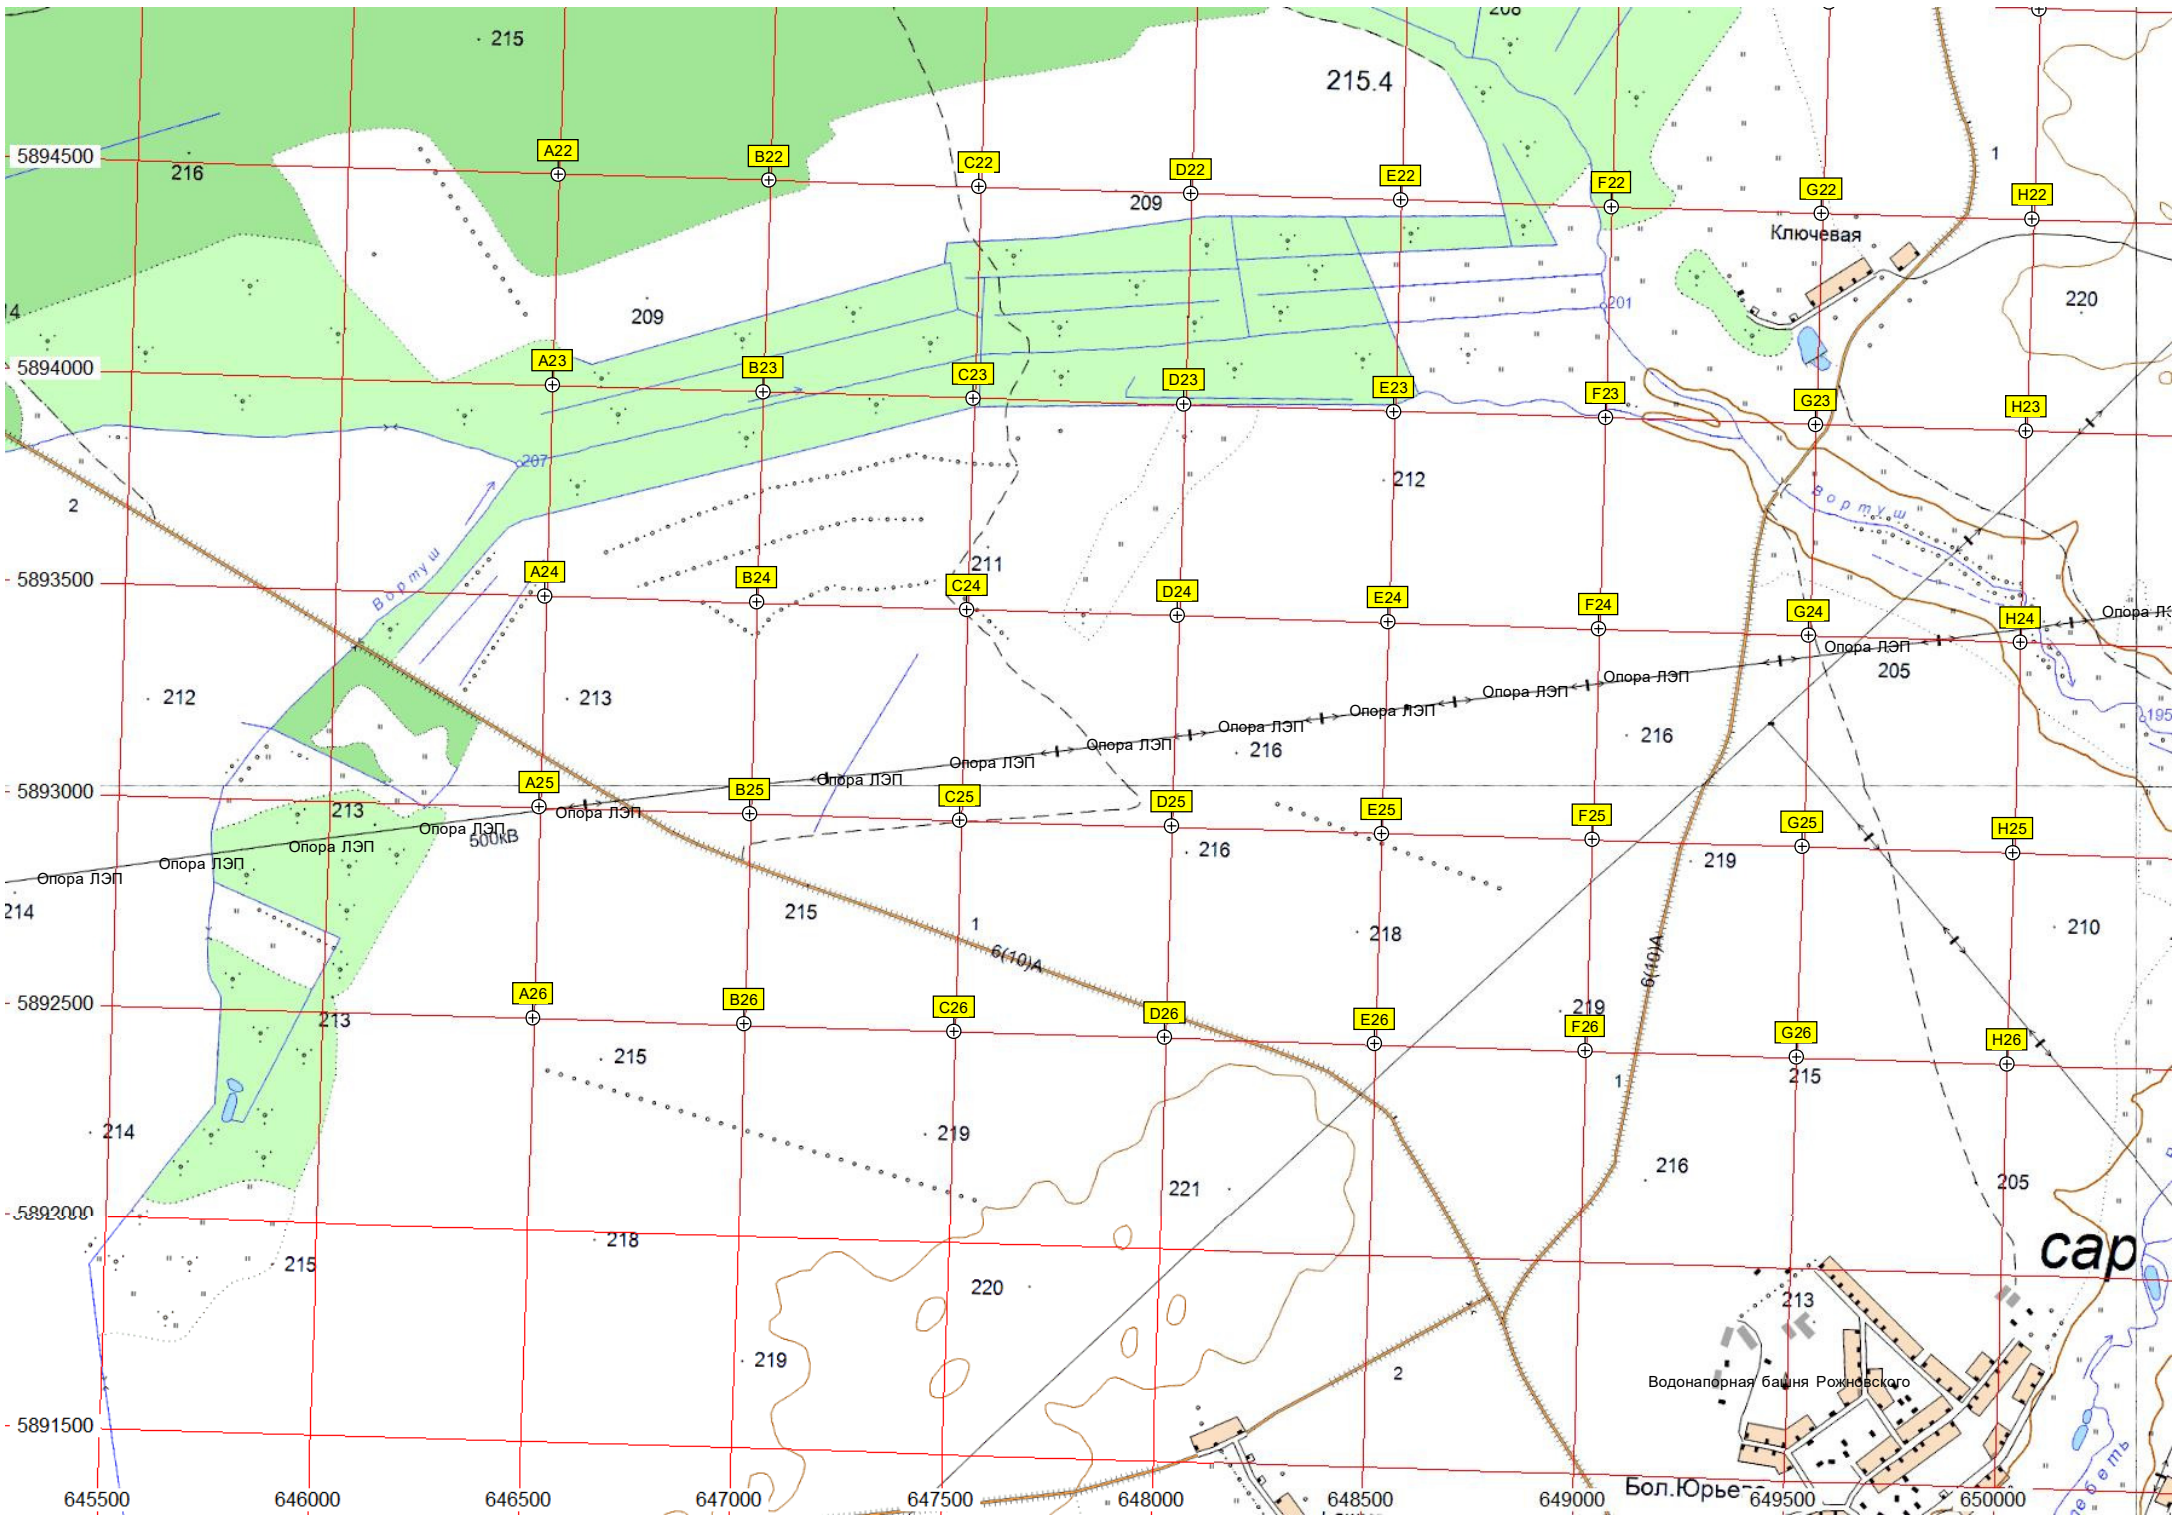 208
215
215.4
1
5894500
A22
B22
C22
D22
E22
F22
G22
H22
216
209
Ключевая
220
14
209
201
5894000
A23
B23
C23
D23
E23
F23
G23
H23
207
2
212
Вортуш
211
Вортуш
5893500
A24
B24
C24
D24
E24
F24
G24
H24
Опора ЛЭ
212
213
Опора ЛЭП
Опора ЛЭП
Опора ЛЭП
Опора ЛЭП
Опора ЛЭП
Опора ЛЭП
Опора ЛЭП
Опора ЛЭП
205
195
216
216
5893000
A25
B25
C25
D25
E25
F25
G25
H25
213
Опора ЛЭП
Опора ЛЭП
Опора ЛЭП
Опора ЛЭП
Опора ЛЭП
Опора ЛЭП
500кВ
216
219
214
215
1
218
210
6(10)А
6(10)А
5892500
A26
B26
C26
D26
E26
F26
G26
H26
219
213
215
1
215
214
219
216
221
205
5892000
218
215
сар
220
213
219
2
Водонапорная башня Рожновского
5891500
Бол.Юрьев
645500
646000
646500
647000
647500
648000
648500
649000
649500
650000